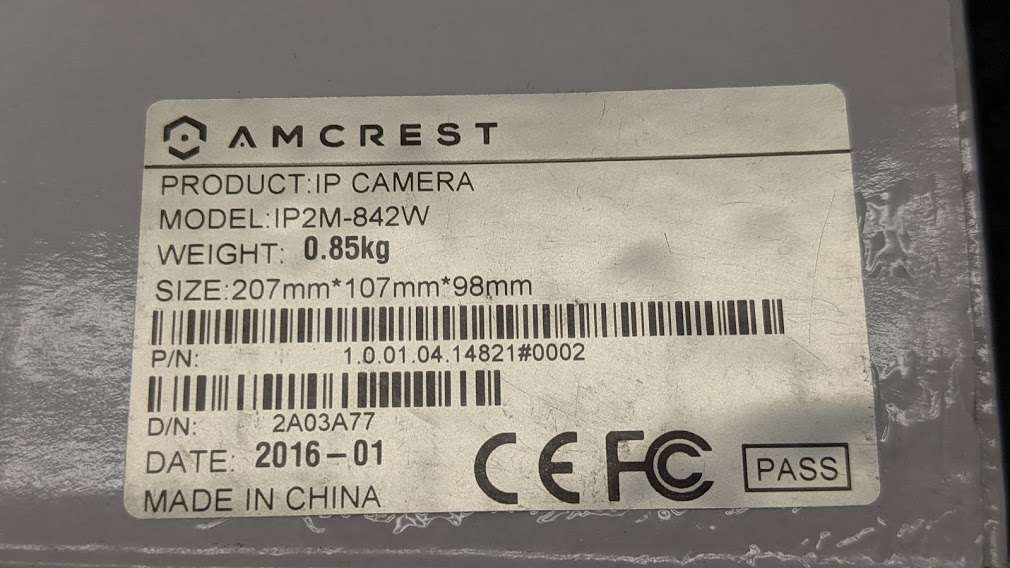 AMCREST
PRODUCT:IP CAMERA
MODEL:IP2M-842W
WEIGHT: 0.85kg
SIZE:207mm*107mm*98mm
P/N: 1.0.01.04.14821#0002
D/N: 2A03A77
DATE: 2016-01
MADE IN CHINA
CE FC PASS